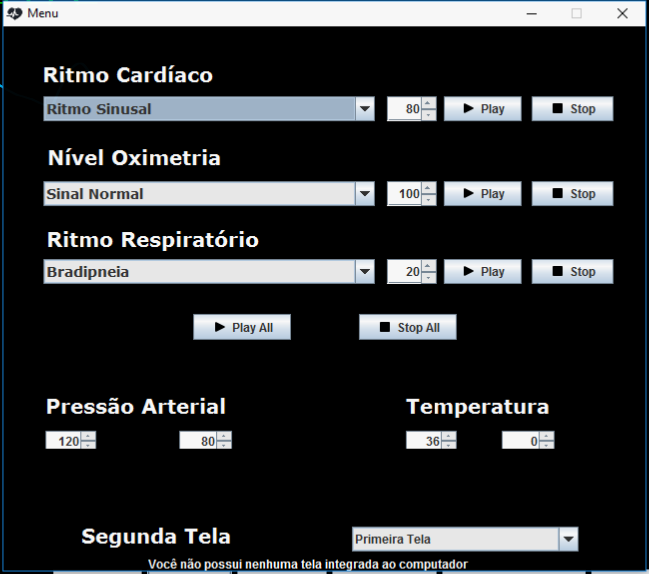 Menu
Ritmo Cardíaco
Ritmo Sinusal 80 Play Stop
Nível Oximetria
Sinal Normal 100 Play Stop
Ritmo Respiratório
Bradipneia 20 Play Stop
Play All Stop All
Pressão Arterial Temperatura
120 80 36 0
Segunda Tela Primeira Tela
Você não possui nenhuma tela integrada ao computador